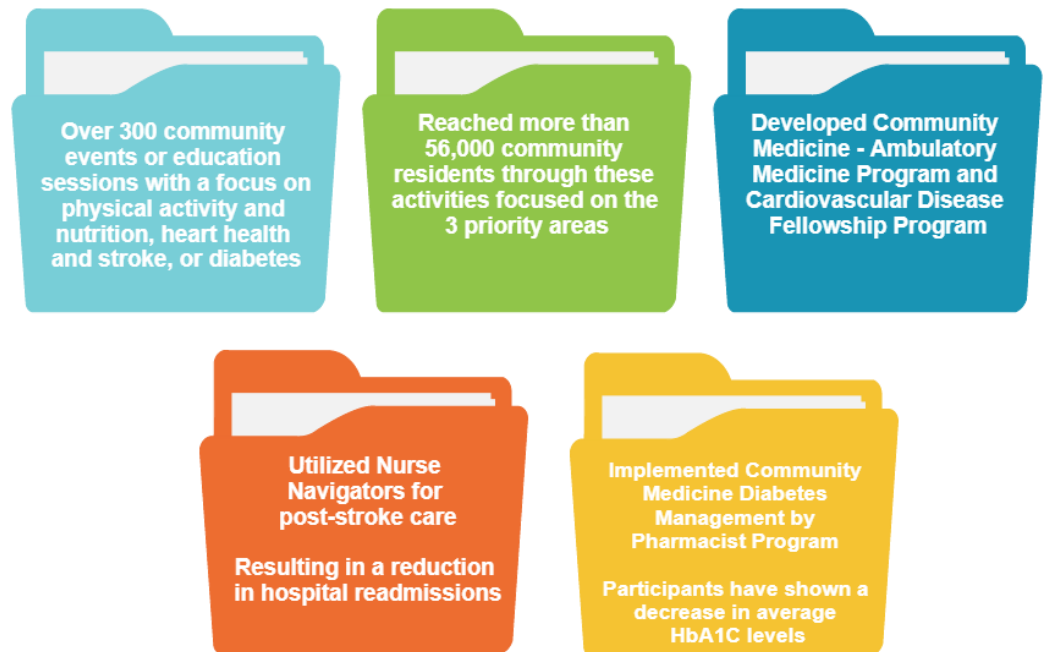 Over 300 community
events or education
sessions with a focus on
physical activity and
nutrition, heart health
and stroke, or diabetes
Reached more than
56,000 community
residents through these
activities focused on the
3 priority areas
Developed Community
Medicine - Ambulatory
Medicine Program and
Cardiovascular Disease
Fellowship Program
Utilized Nurse
Navigators for
post-stroke care
Resulting in a reduction
in hospital readmissions
Implemented Community
Medicine Diabetes
Management by
Pharmacist Program
Participants have shown a
decrease in average
HbA1C levels